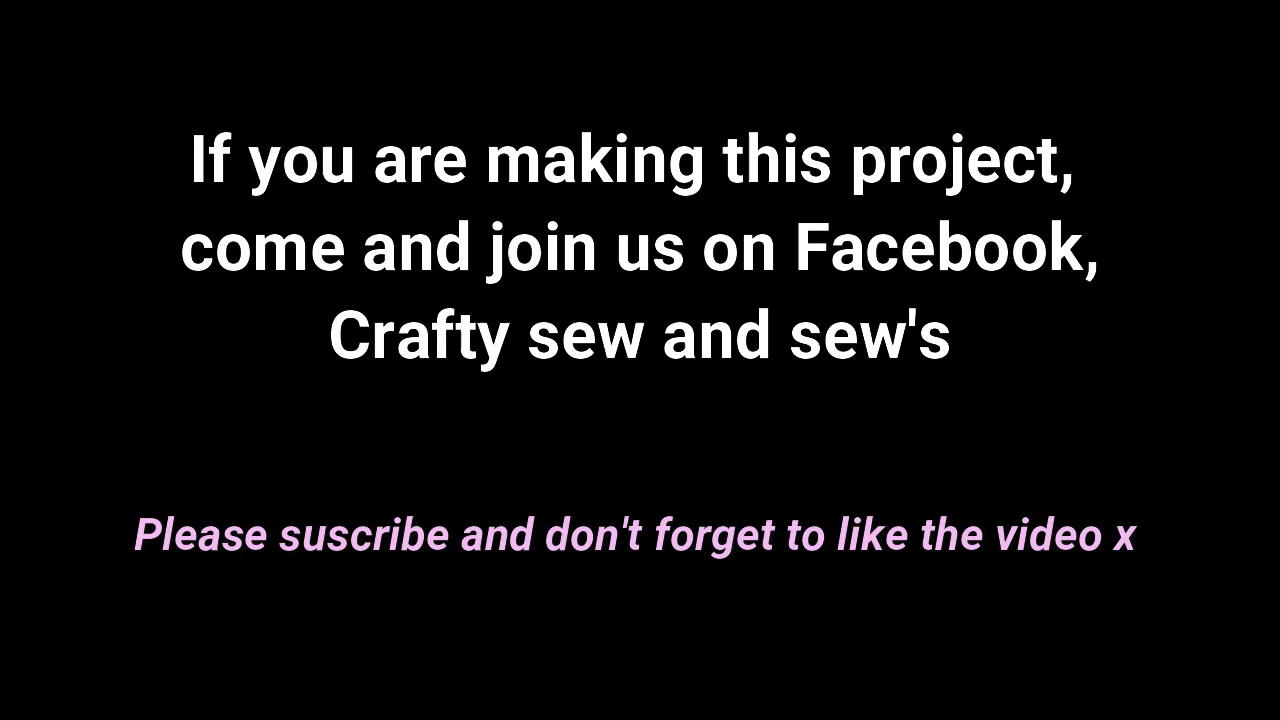 If you are making this project,
come and join us on Facebook,
Crafty sew and sew's
Please suscribe and don't forget to like the video x